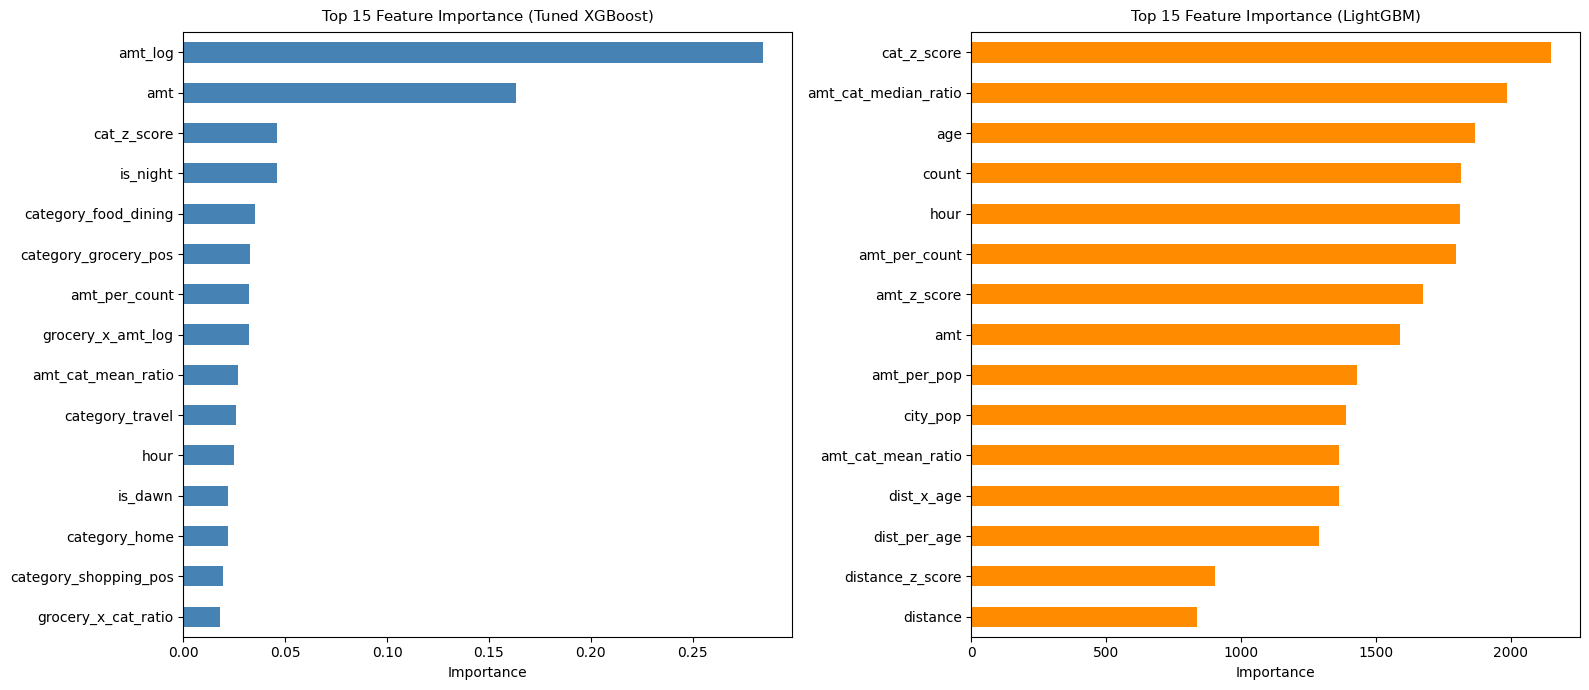 Top 15 Feature Importance (Tuned XGBoost)
amt_log
amt
cat_z_score
is_night
category_food_dining
category_grocery_pos
amt_per_count
grocery_x_amt_log
amt_cat_mean_ratio
category_travel
hour
is_dawn
category_home
category_shopping_pos
grocery_x_cat_ratio
0.00 0.05 0.10 0.15 0.20 0.25
Importance
Top 15 Feature Importance (LightGBM)
cat_z_score
amt_cat_median_ratio
age
count
hour
amt_per_count
amt_z_score
amt
amt_per_pop
city_pop
amt_cat_mean_ratio
dist_x_age
dist_per_age
distance_z_score
distance
0 500 1000 1500 2000
Importance